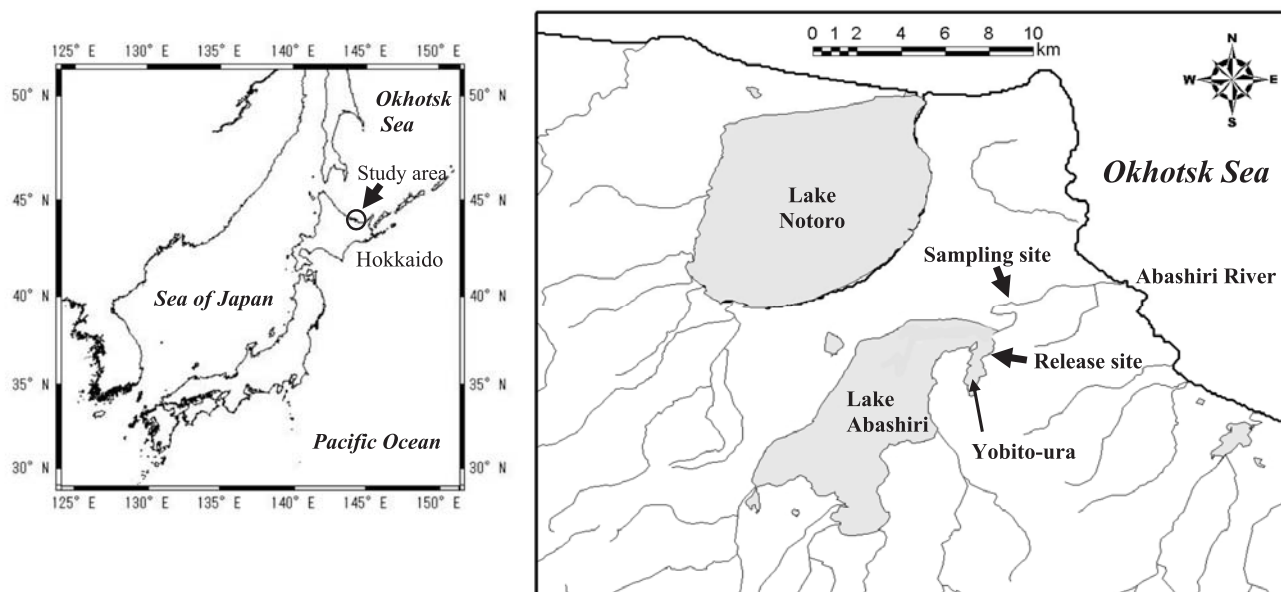 125° E 130° E 135° E 140° E 145° E 150° E
50° N
45° N
40° N
35° N
30° N
Okhotsk
Sea
Study area
Hokkaido
Sea of Japan
Pacific Ocean
50° N
45° N
40° N
35° N
30° N
125° E 130° E 135° E 140° E 145° E 150° E
0 1 2 4 6 8 10
km
N
W E
S
Okhotsk Sea
Lake
Notoro
Sampling site
Abashiri River
Release site
Lake
Abashiri
Yobito-ura